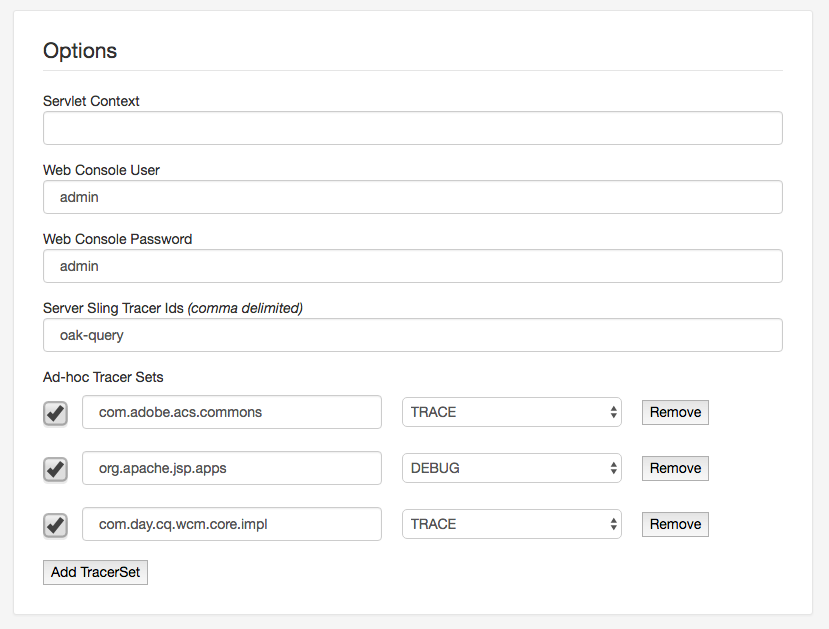 Options
Servlet Context
Web Console User
admin
Web Console Password
admin
Server Sling Tracer Ids (comma delimited)
oak-query
Ad-hoc Tracer Sets
com.adobe.acs.commons TRACE Remove
org.apache.jsp.apps DEBUG Remove
com.day.cq.wcm.core.impl TRACE Remove
Add TracerSet